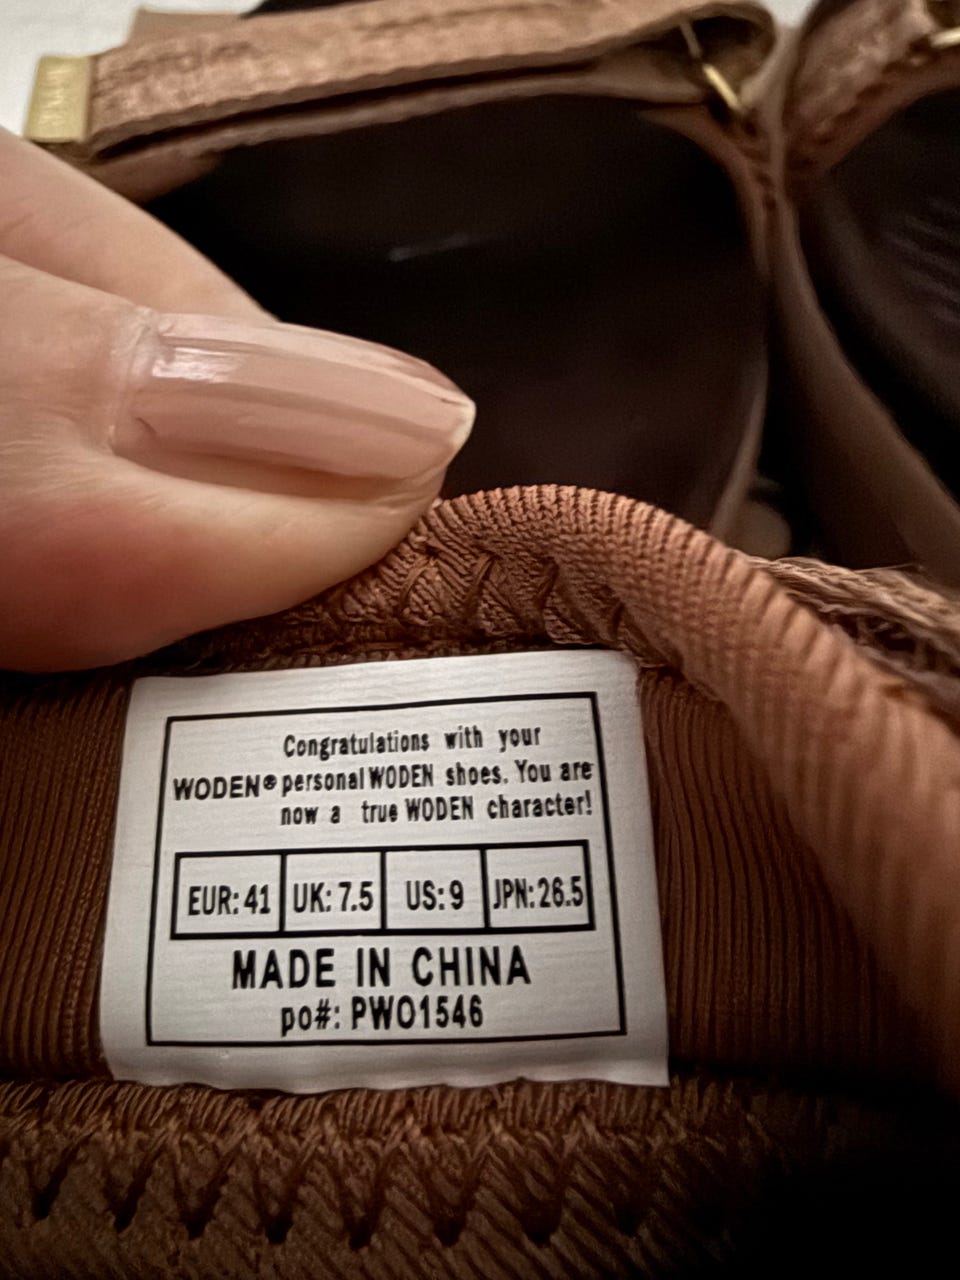 Congratulations with your
WODEN® personal WODEN shoes. You are
now a true WODEN character!
EUR: 41 UK: 7.5 US: 9 JPN: 26.5
MADE IN CHINA
po#: PWO1546